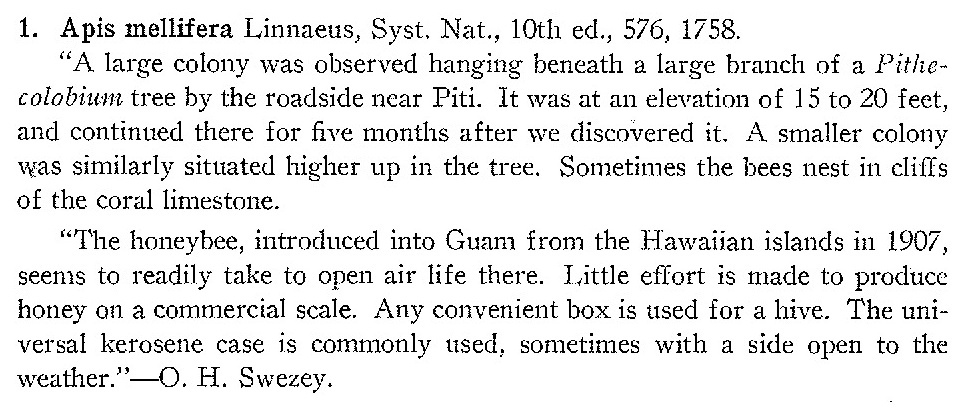 1. Apis mellifera Linnaeus, Syst. Nat., 10th ed., 576, 1758.
“A large colony was observed hanging beneath a large branch of a Pithe-
colobium tree by the roadside near Piti. It was at an elevation of 15 to 20 feet,
and continued there for five months after we discovered it. A smaller colony
was similarly situated higher up in the tree. Sometimes the bees nest in cliffs
of the coral limestone.
“The honeybee, introduced into Guam from the Hawaiian islands in 1907,
seems to readily take to open air life there. Little effort is made to produce
honey on a commercial scale. Any convenient box is used for a hive. The uni-
versal kerosene case is commonly used, sometimes with a side open to the
weather.”—O. H. Swezey.